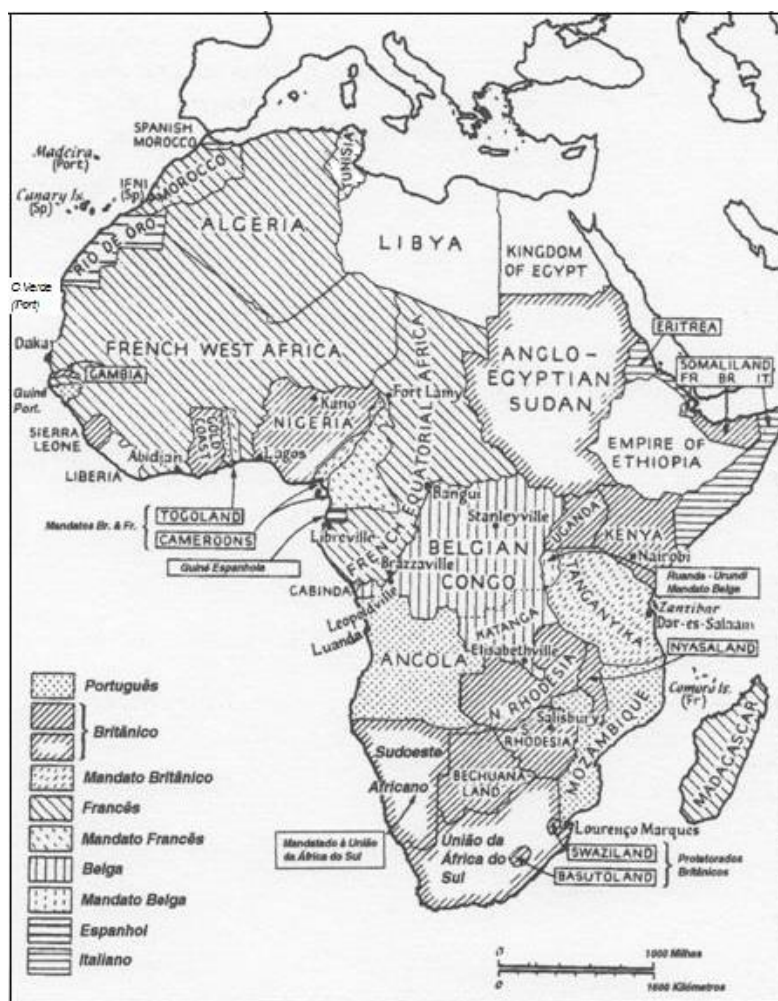 SPANISH
MOROCCO
Madeira
(Port)
IFNI
(Sp)
MOROCCO
TUNISIA
Canary Is.
(Sp)
ALGERIA
LIBYA
KINGDOM
OF EGYPT
RIO DE ORO
C.Verde
(Port)
Dakar
FRENCH WEST AFRICA
FRENCH EQUATORIAL AFRICA
ANGLO-
EGYPTIAN
SUDAN
ERITREA
SOMALILAND
FR BR IT
GAMBIA
Guiné
Port.
Kano
NIGERIA
Fort Lamy
SIERRA
LEONE
GOLD
COAST
EMPIRE OF
ETHIOPIA
Abidjan
Lagos
LIBERIA
Bangui
Mandatos Br. & Fr.
TOGOLAND
CAMEROONS
Stanleyville
UGANDA
KENYA
Guiné Espanhola
Libreville
BELGIAN
CONGO
Nairobi
Brazzaville
Ruanda - Urundi
Mandato Belge
CABINDA
Leopoldville
TANGANYIKA
Zanzibar
Dar-es-Salaam
Luanda
KATANGA
Elisabethville
NYASALAND
ANGOLA
N RHODESIA
Comoro Is.
(Fr)
Salisbury
RHODESIA
MOZAMBIQUE
MADAGASCAR
Sudoeste
Africano
BECHUANA-
LAND
Mandatado à União
da África do Sul
União da
África do
Sul
Lourenço Marques
SWAZILAND
BASUTOLAND
Protetorados
Britânicos
Português
Britânico
Mandato Britânico
Francês
Mandato Francês
Belga
Mandato Belga
Espanhol
Italiano
0 1000 Milhas
0 1600 Kilómetros